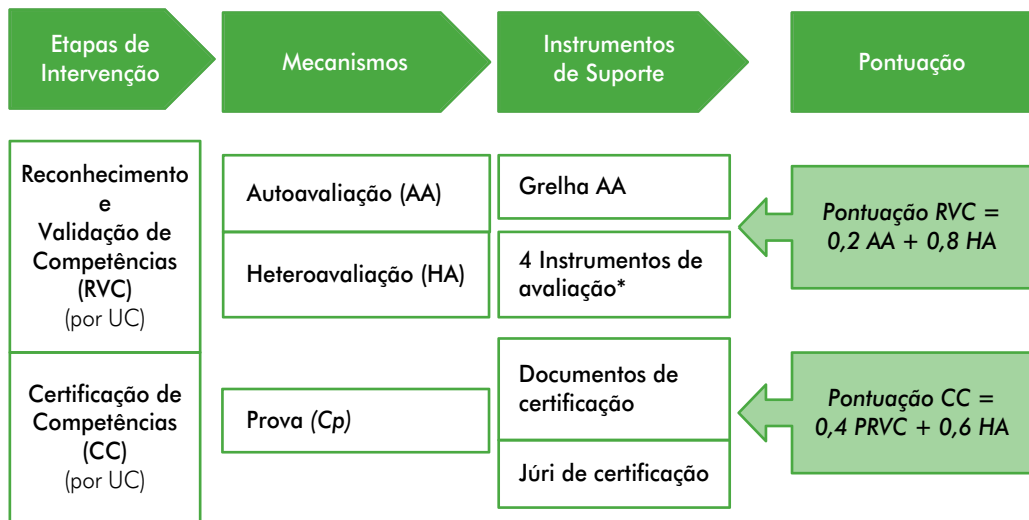 Etapas de
Intervenção
Mecanismos
Instrumentos
de Suporte
Pontuação
Reconhecimento
e
Validação de
Competências
(RVC)
(por UC)
Autoavaliação (AA)
Grelha AA
Heteroavaliação (HA)
4 Instrumentos de
avaliação*
Pontuação RVC =
0,2 AA + 0,8 HA
Certificação de
Competências
(CC)
(por UC)
Prova (Cp)
Documentos de
certificação
Júri de certificação
Pontuação CC =
0,4 PRVC + 0,6 HA